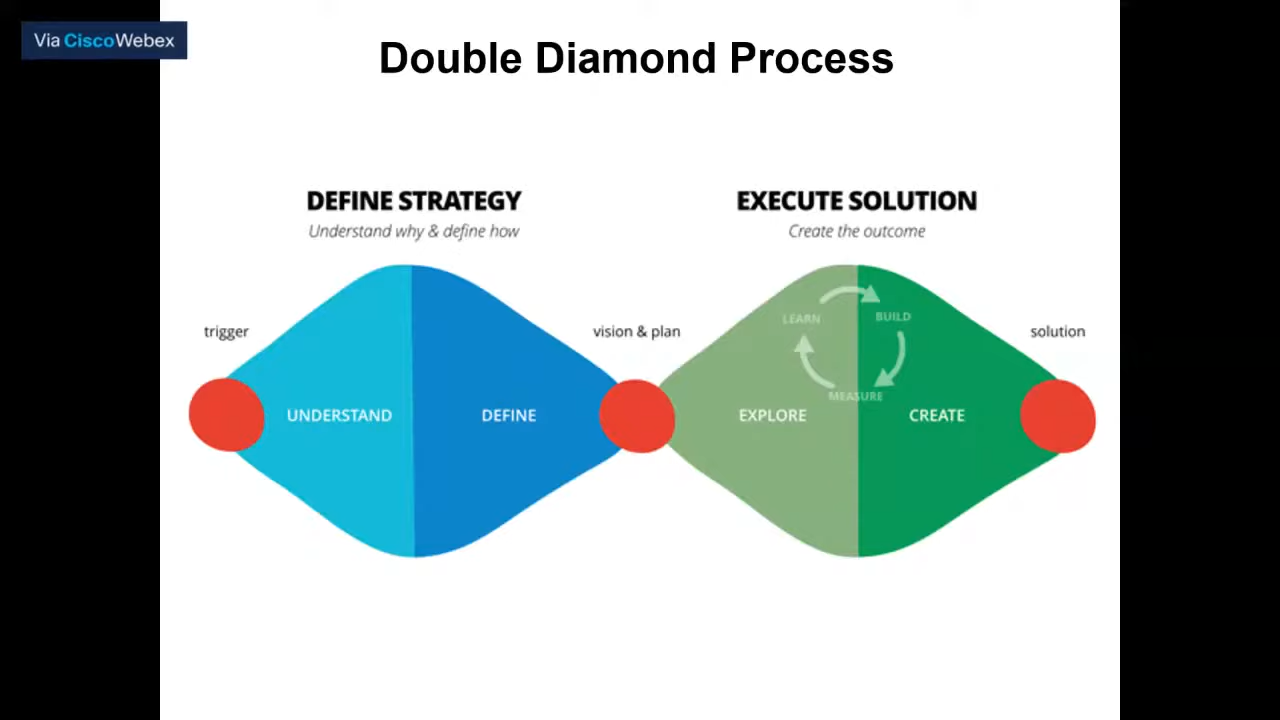 Via CiscoWebex
Double Diamond Process
DEFINE STRATEGY
Understand why & define how
EXECUTE SOLUTION
Create the outcome
trigger
vision & plan
solution
LEARN
BUILD
MEASURE
UNDERSTAND
DEFINE
EXPLORE
CREATE